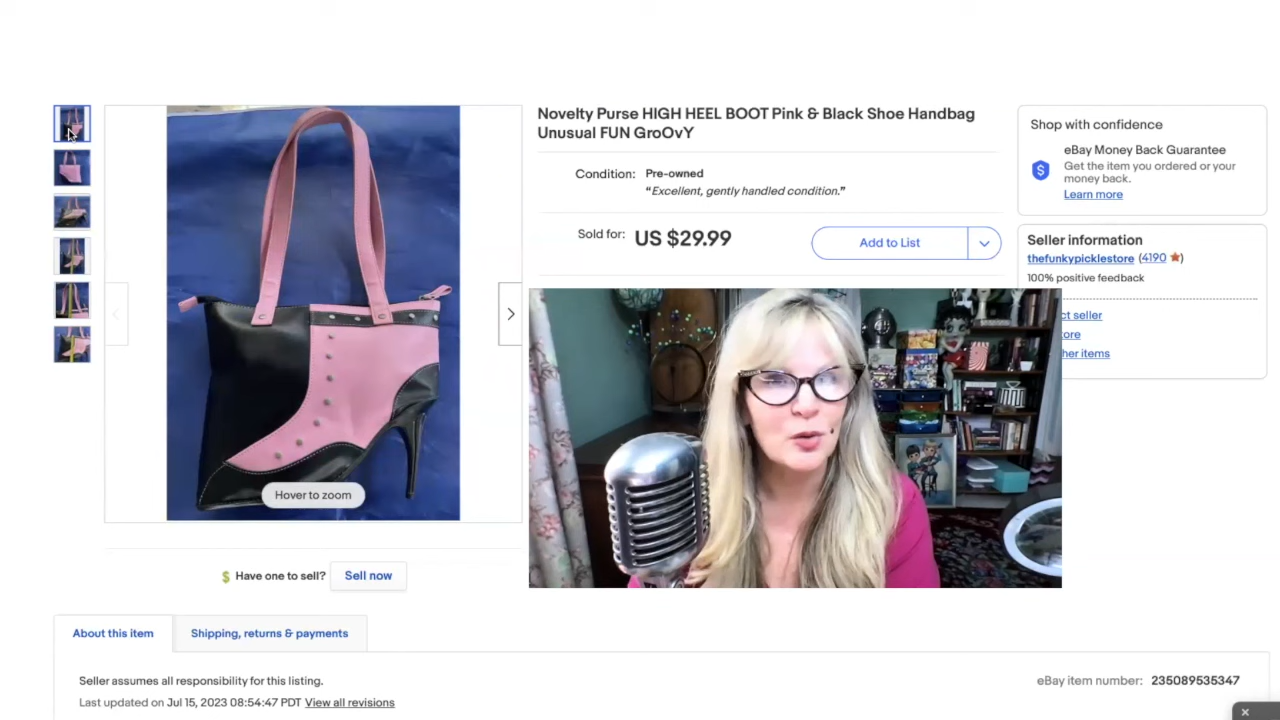 Novelty Purse HIGH HEEL BOOT Pink & Black Shoe Handbag
Unusual FUN GroOvY
Condition: Pre-owned
“Excellent, gently handled condition.”
Sold for: US $29.99
Add to List
Shop with confidence
eBay Money Back Guarantee
Get the item you ordered or your
money back.
Learn more
Seller information
thefunkypicklestore (4190)
100% positive feedback
ct seller
ore
her items
Hover to zoom
Have one to sell? Sell now
About this item
Shipping, returns & payments
Seller assumes all responsibility for this listing.
Last updated on Jul 15, 2023 08:54:47 PDT View all revisions
eBay item number: 235089535347